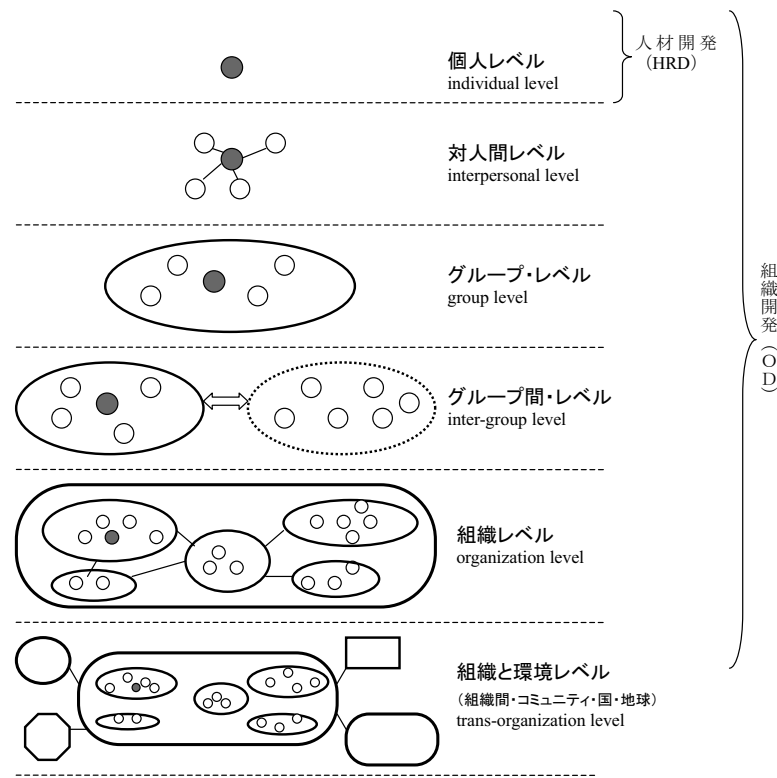 個人レベル
individual level
人材開発
（HRD）
対人間レベル
interpersonal level
グループ・レベル
group level
グループ間・レベル
inter-group level
組織レベル
organization level
組織と環境レベル
（組織間・コミュニティ・国・地球）
trans-organization level
組織開発（OD）